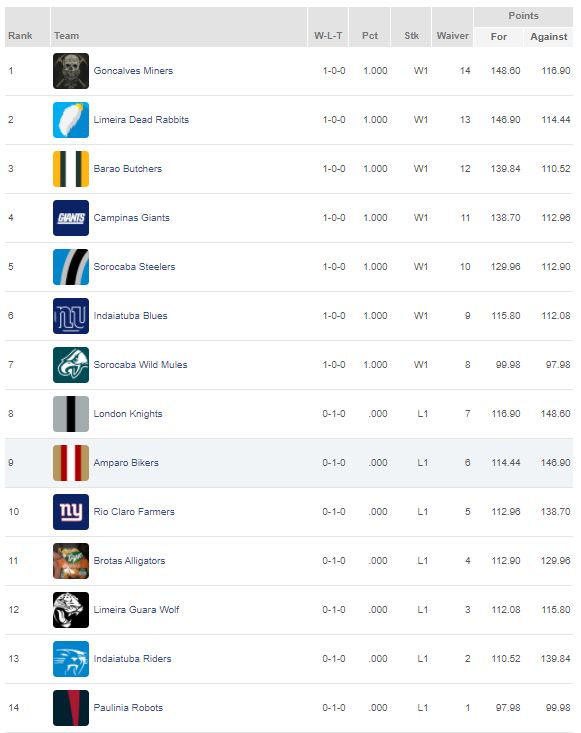 Points
Rank Team W-L-T Pct Stk Waiver For Against
1 Goncalves Miners 1-0-0 1.000 W1 14 148.60 116.90
2 Limeira Dead Rabbits 1-0-0 1.000 W1 13 146.90 114.44
3 Barao Butchers 1-0-0 1.000 W1 12 139.84 110.52
4 GIANTS Campinas Giants 1-0-0 1.000 W1 11 138.70 112.96
5 Sorocaba Steelers 1-0-0 1.000 W1 10 129.96 112.90
6 nu Indaiatuba Blues 1-0-0 1.000 W1 9 115.80 112.08
7 Sorocaba Wild Mules 1-0-0 1.000 W1 8 99.98 97.98
8 London Knights 0-1-0 .000 L1 7 116.90 148.60
9 Amparo Bikers 0-1-0 .000 L1 6 114.44 146.90
10 ny Rio Claro Farmers 0-1-0 .000 L1 5 112.96 138.70
11 Brotas Alligators 0-1-0 .000 L1 4 112.90 129.96
12 Limeira Guara Wolf 0-1-0 .000 L1 3 112.08 115.80
13 Indaiatuba Riders 0-1-0 .000 L1 2 110.52 139.84
14 Paulinia Robots 0-1-0 .000 L1 1 97.98 99.98